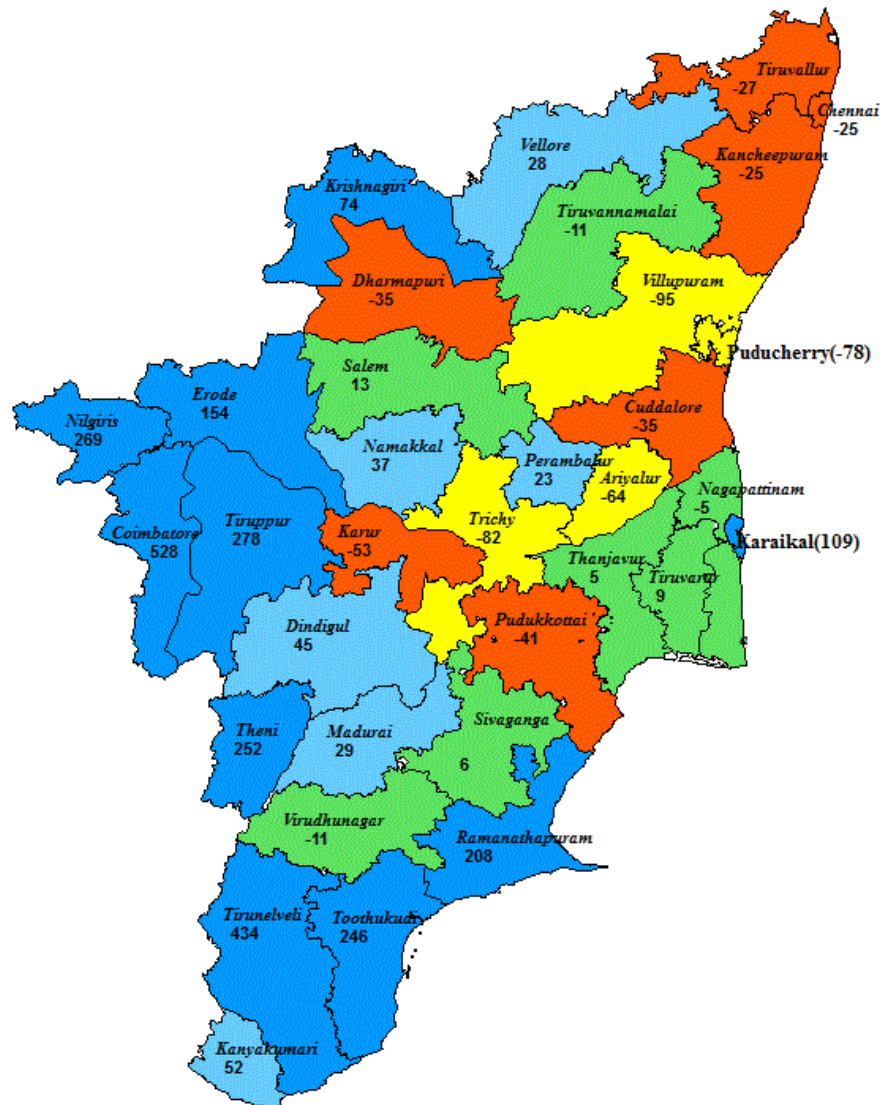 Tiruvallur
-27
Chennai
-25
Kancheepuram
-25
Vellore
28
Krishnagiri
74
Tiruvannamalai
-11
Dharmapuri
-35
Villupuram
-95
Puducherry(-78)
Salem
13
Erode
154
Nilgiris
269
Cuddalore
-35
Namakkal
37
Perambalur
23
Ariyalur
-64
Nagapattinam
-5
Coimbatore
528
Tiruppur
278
Karur
-53
Trichy
-82
Karaikal(109)
Thanjavur
5
Tiruvarur
9
Dindigul
45
Pudukkottai
-41
Theni
252
Madurai
29
Sivaganga
6
Virudhunagar
-11
Ramanathapuram
208
Tirunelveli
434
Toothukudi
246
Kanyakumari
52